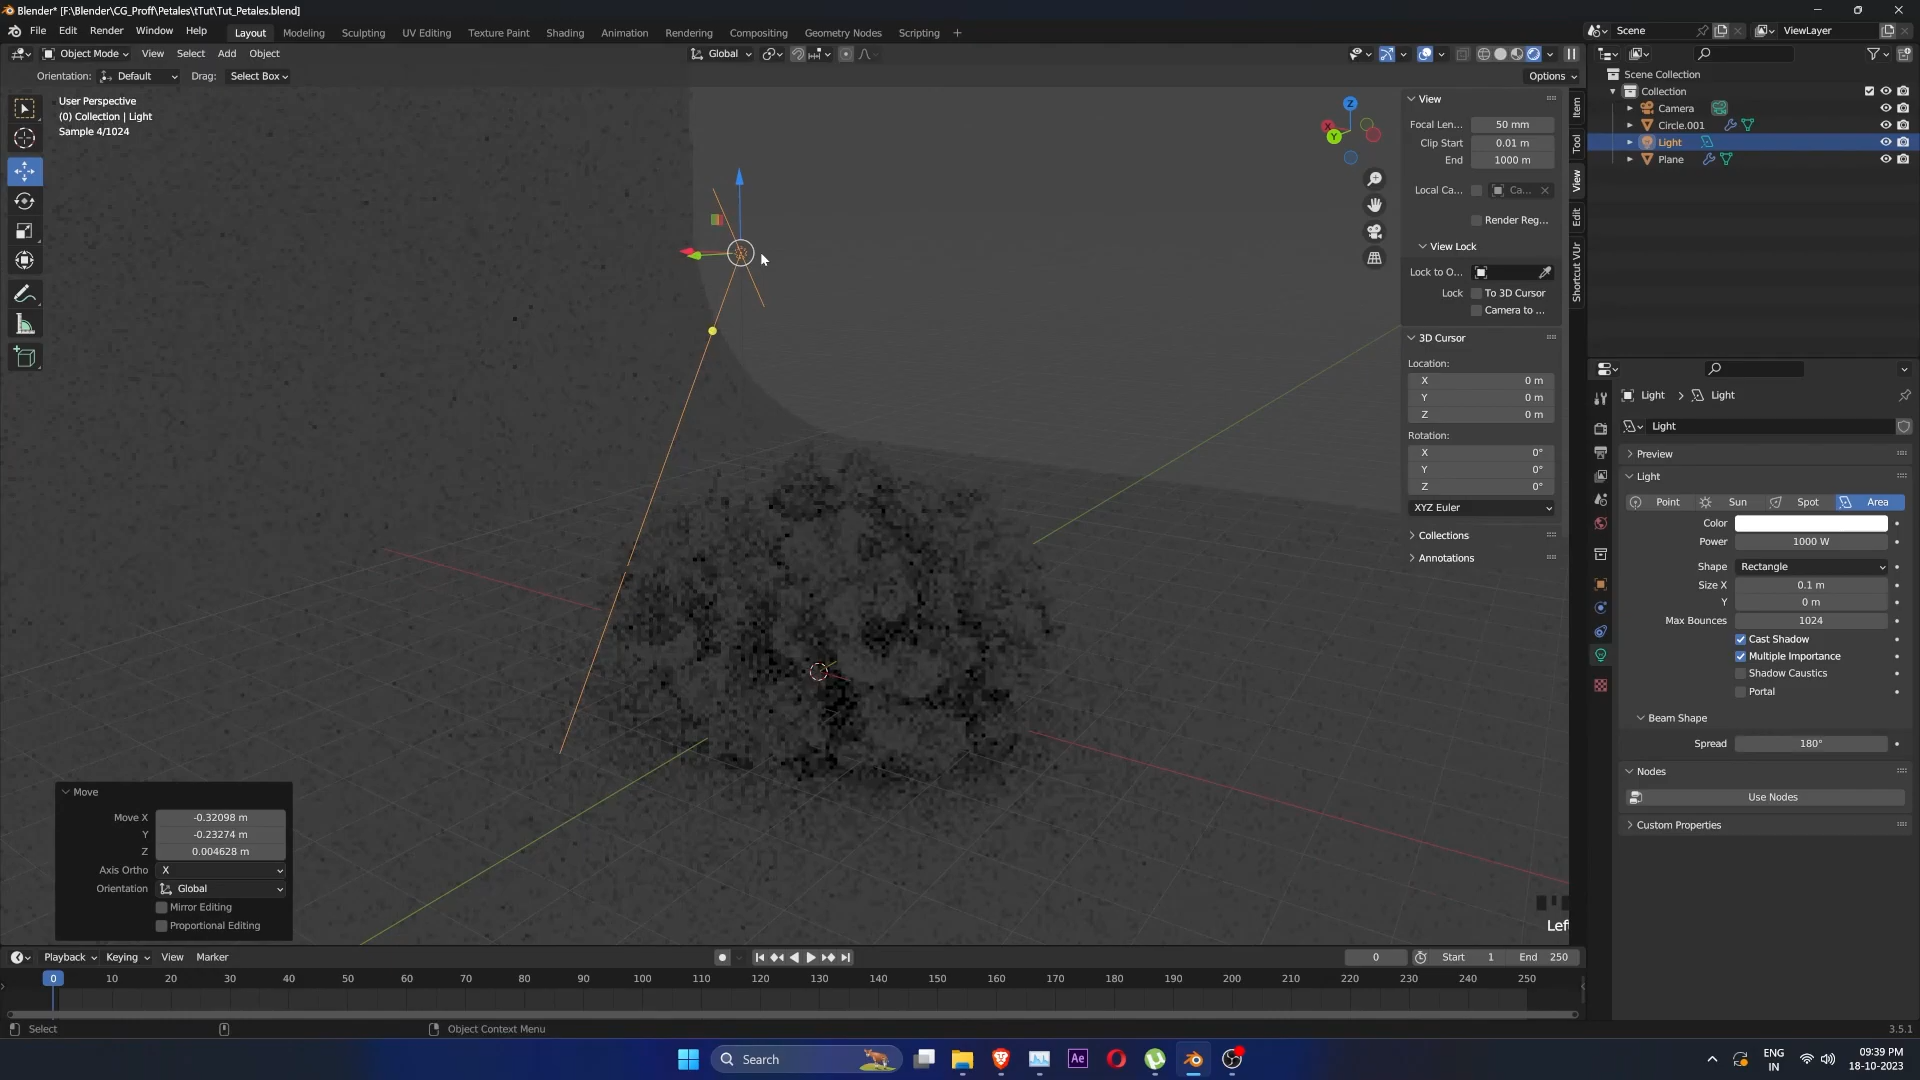 Blender* [F:\Blender\CG_Proff\Petales\tTut\Tut_Petales.blend]
File Edit Render Window Help Layout Modeling Sculpting UV Editing Texture Paint Shading Animation Rendering Compositing Geometry Nodes Scripting + Scene ViewLayer
Object Mode View Select Add Object Global
Orientation: Default Drag: Select Box Options
User Perspective
(0) Collection | Light
Sample 4/1024
Z
X
Y
View
Focal Len... 50 mm
Clip Start 0.01 m
End 1000 m
Local Ca... Ca...
Render Reg...
View Lock
Lock to O...
Lock To 3D Cursor
Camera to ...
3D Cursor
Location:
X 0 m
Y 0 m
Z 0 m
Rotation:
X 0°
Y 0°
Z 0°
XYZ Euler
Collections
Annotations
Item
Tool
View
Edit
Shortcut VUr
Scene Collection
Collection
Camera
Circle.001
Light
Plane
Light > Light
Light
Preview
Light
Point Sun Spot Area
Color
Power 1000 W
Shape Rectangle
Size X 0.1 m
Y 0 m
Max Bounces 1024
Cast Shadow
Multiple Importance
Shadow Caustics
Portal
Beam Shape
Spread 180°
Nodes
Use Nodes
Custom Properties
Move
Move X -0.32098 m
Y -0.23274 m
Z 0.004628 m
Axis Ortho X
Orientation Global
Mirror Editing
Proportional Editing
Lef
Playback Keying View Marker 0 Start 1 End 250
0 10 20 30 40 50 60 70 80 90 100 110 120 130 140 150 160 170 180 190 200 210 220 230 240 250
Select Object Context Menu 3.5.1
Search Ae ENG IN 09:39 PM 18-10-2023